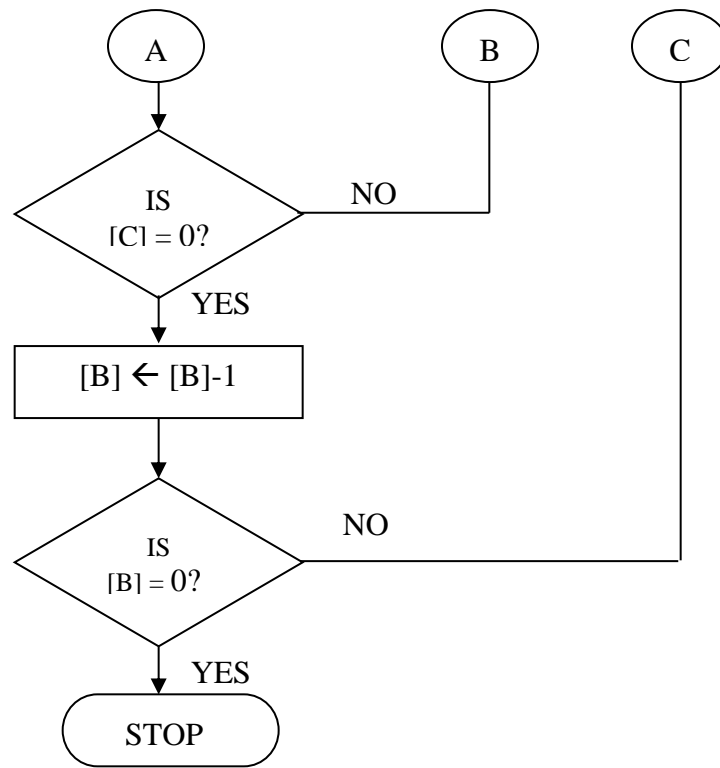 A
B
C
IS
[C] = 0?
NO
YES
[B] ← [B]-1
IS
[B] = 0?
NO
YES
STOP